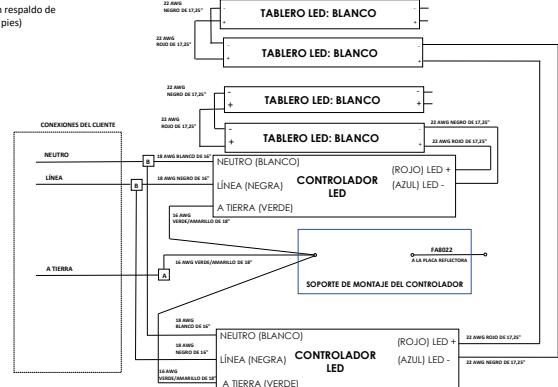 n respaldo de
pies)
22 AWG
NEGRO DE 17,25"
TABLERO LED: BLANCO
22 AWG
ROJO DE 17,25"
TABLERO LED: BLANCO
22 AWG
NEGRO DE 17,25"
TABLERO LED: BLANCO
22 AWG
ROJO DE 17,25"
TABLERO LED: BLANCO
22 AWG NEGRO DE 17,25"
22 AWG ROJO DE 17,25"
CONEXIONES DEL CLIENTE
NEUTRO
B
18 AWG BLANCO DE 16"
NEUTRO (BLANCO)
(ROJO) LED +
LÍNEA
B
18 AWG NEGRO DE 16"
LÍNEA (NEGRA)
CONTROLADOR
LED
(AZUL) LED -
A TIERRA (VERDE)
16 AWG
VERDE/AMARILLO DE 18"
FA8022
A LA PLACA REFLECTORA
16 AWG VERDE/AMARILLO DE 18"
A TIERRA
A
SOPORTE DE MONTAJE DEL CONTROLADOR
18 AWG
BLANCO DE 16"
NEUTRO (BLANCO)
(ROJO) LED +
22 AWG ROJO DE 17,25"
18 AWG
NEGRO DE 16"
LÍNEA (NEGRA)
CONTROLADOR
LED
(AZUL) LED -
22 AWG NEGRO DE 17,25"
16 AWG
VERDE/AMARILLO DE 18"
A TIERRA (VERDE)